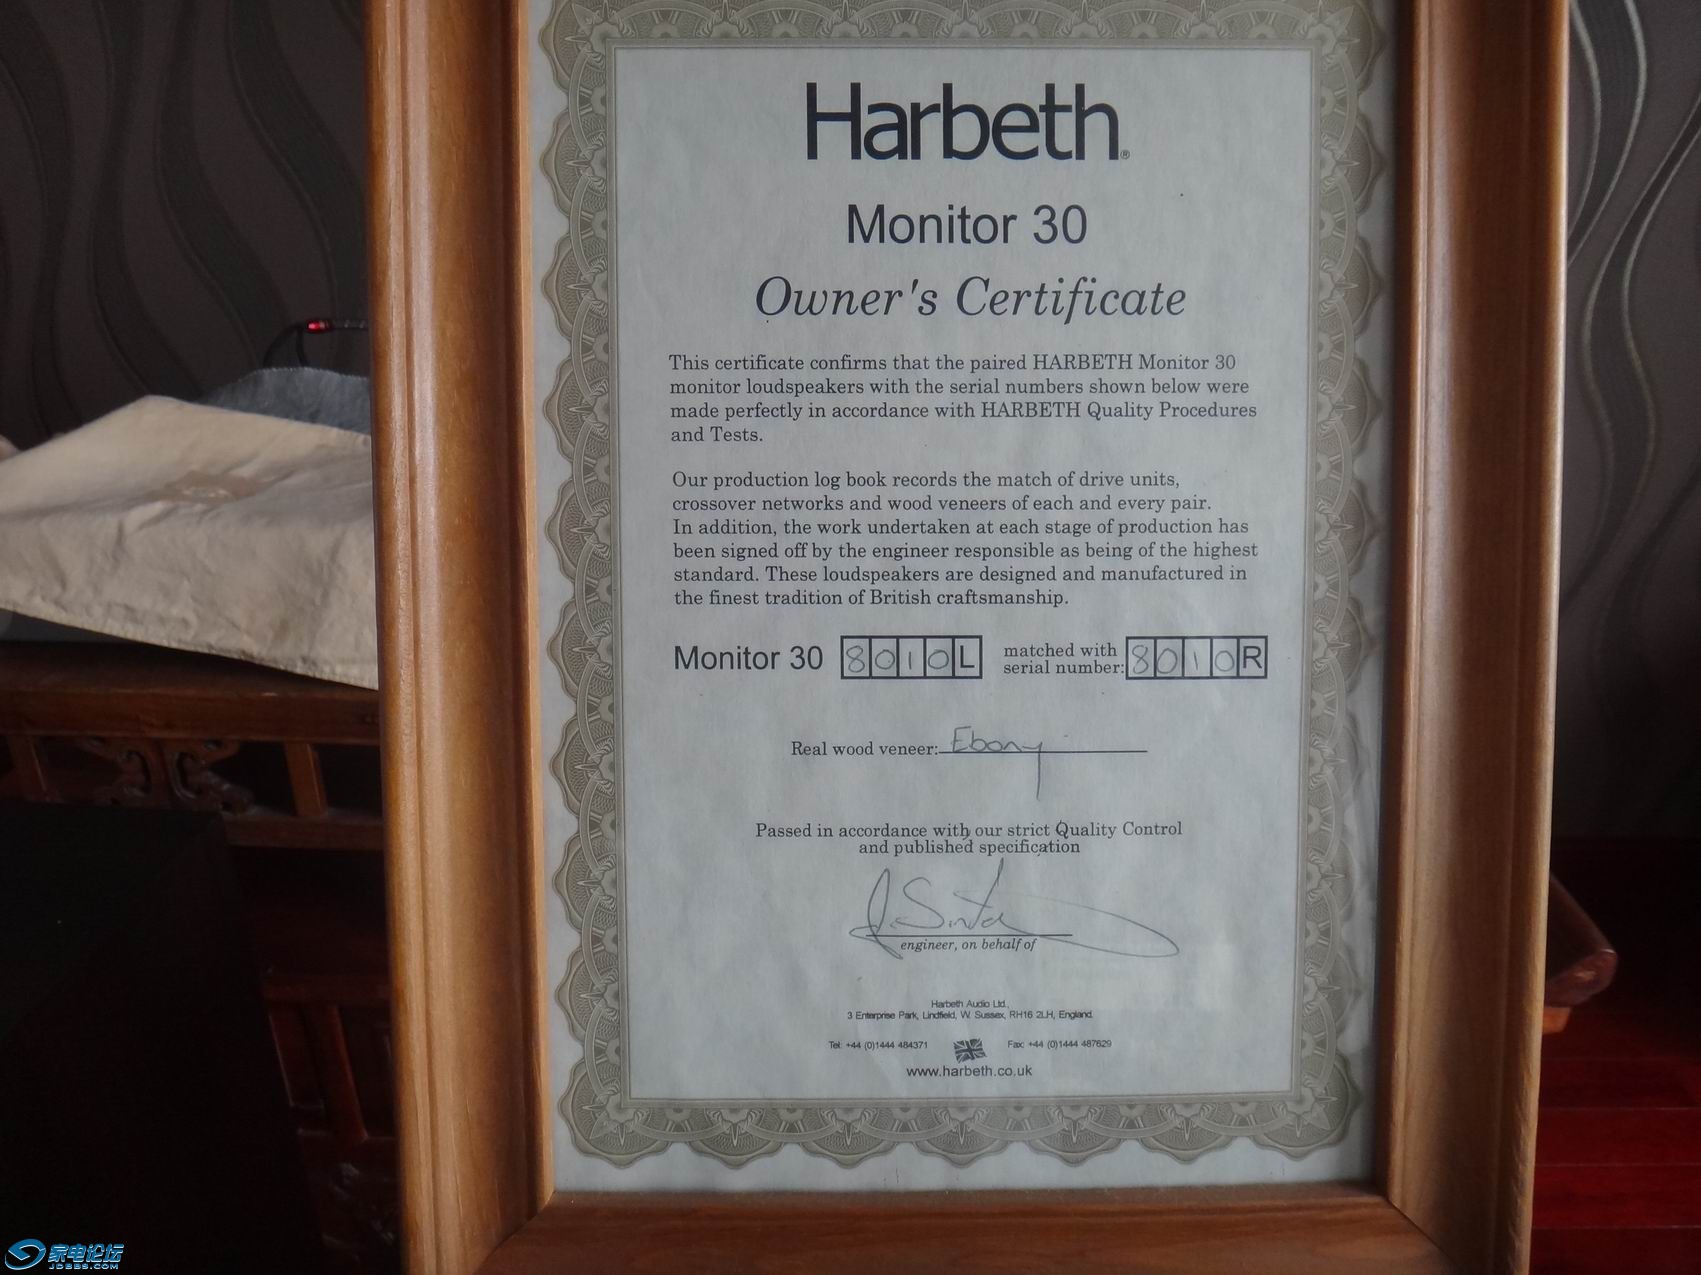 Harbeth®
Monitor 30
Owner's Certificate
This certificate confirms that the paired HARBETH Monitor 30
monitor loudspeakers with the serial numbers shown below were
made perfectly in accordance with HARBETH Quality Procedures
and Tests.
Our production log book records the match of drive units,
crossover networks and wood veneers of each and every pair.
In addition, the work undertaken at each stage of production has
been signed off by the engineer responsible as being of the highest
standard. These loudspeakers are designed and manufactured in
the finest tradition of British craftsmanship.
Monitor 30 8010L matched with
serial number: 8010R
Real wood veneer: Ebony
Passed in accordance with our strict Quality Control
and published specification
engineer, on behalf of
Harbeth Audio Ltd.,
3 Enterprise Park, Lindfield, W. Sussex, RH16 2LH, England.
Tel: +44 (0)1444 484371 Fax: +44 (0)1444 487629
www.harbeth.co.uk
家电论坛
JDBBS.COM